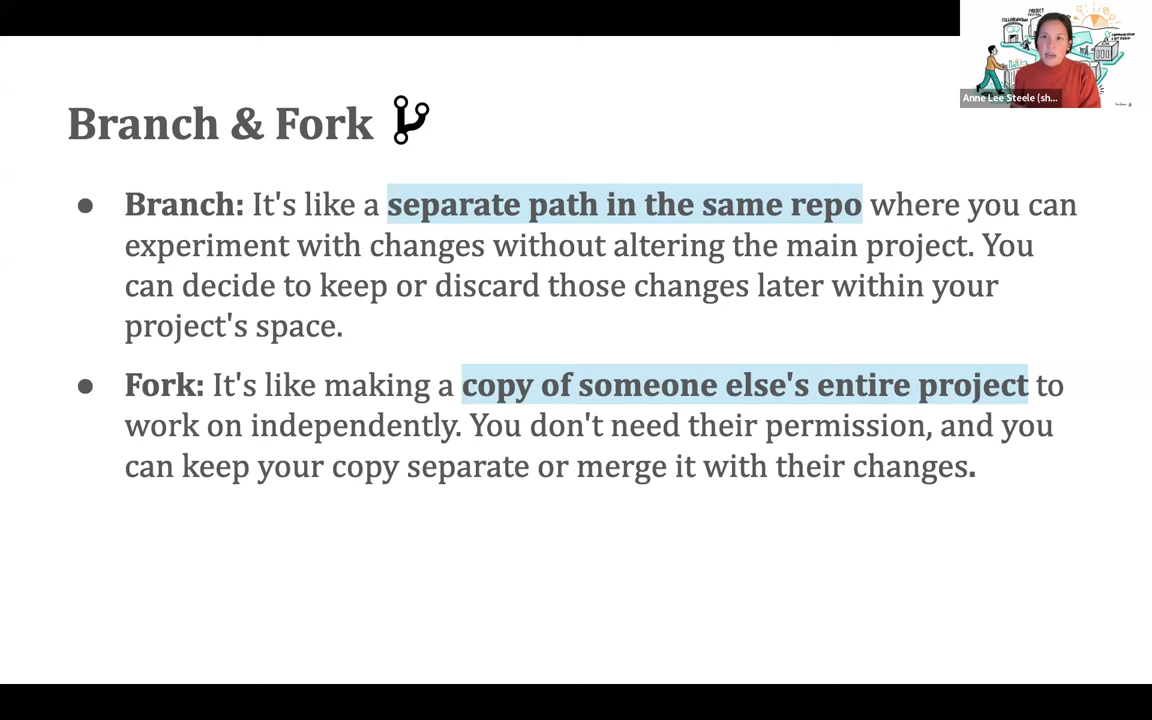 COLLABORATION
PROJECT
Anne Lee Steele (sh...
Branch & Fork
● Branch: It's like a separate path in the same repo where you can
experiment with changes without altering the main project. You
can decide to keep or discard those changes later within your
project's space.
● Fork: It's like making a copy of someone else's entire project to
work on independently. You don't need their permission, and you
can keep your copy separate or merge it with their changes.